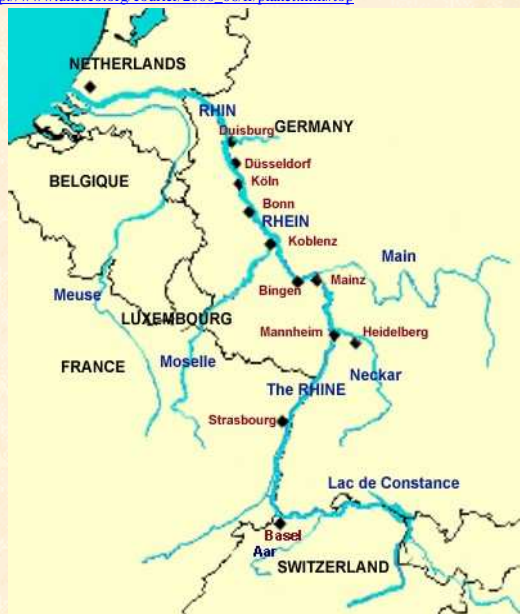 NETHERLANDS
RHIN
Duisburg
GERMANY
Düsseldorf
BELGIQUE
Köln
Bonn
RHEIN
Koblenz
Main
Meuse
Bingen
Mainz
LUXEMBOURG
Mannheim
Heidelberg
FRANCE
Moselle
Neckar
The RHINE
Strasbourg
Lac de Constance
Basel
Aar
SWITZERLAND